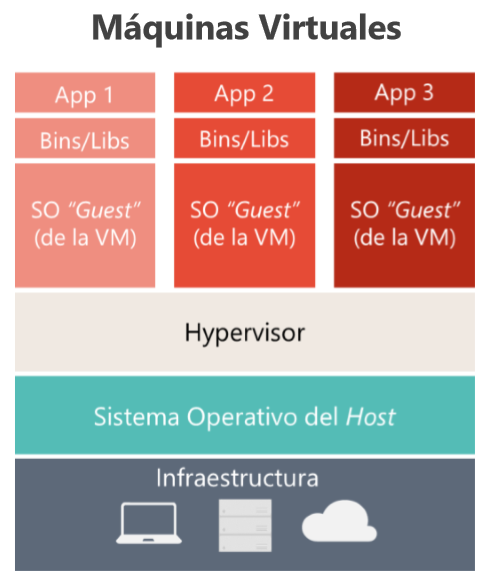 Máquinas Virtuales
App 1
App 2
App 3
Bins/Libs
Bins/Libs
Bins/Libs
SO “Guest”
(de la VM)
SO “Guest”
(de la VM)
SO “Guest”
(de la VM)
Hypervisor
Sistema Operativo del Host
Infraestructura